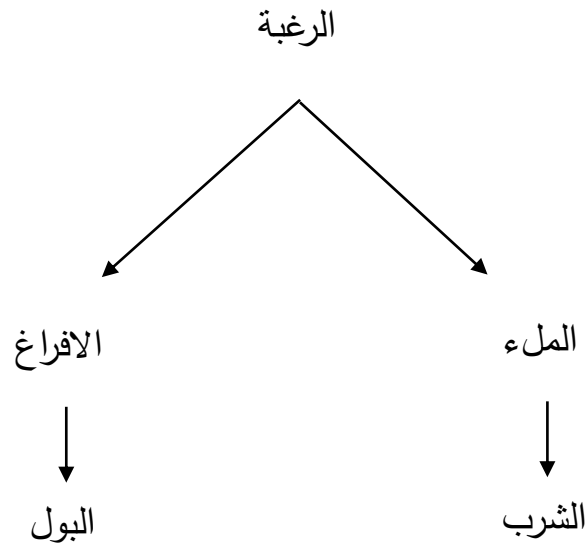 الرغبة
الملء
الافراغ
الشرب
البول